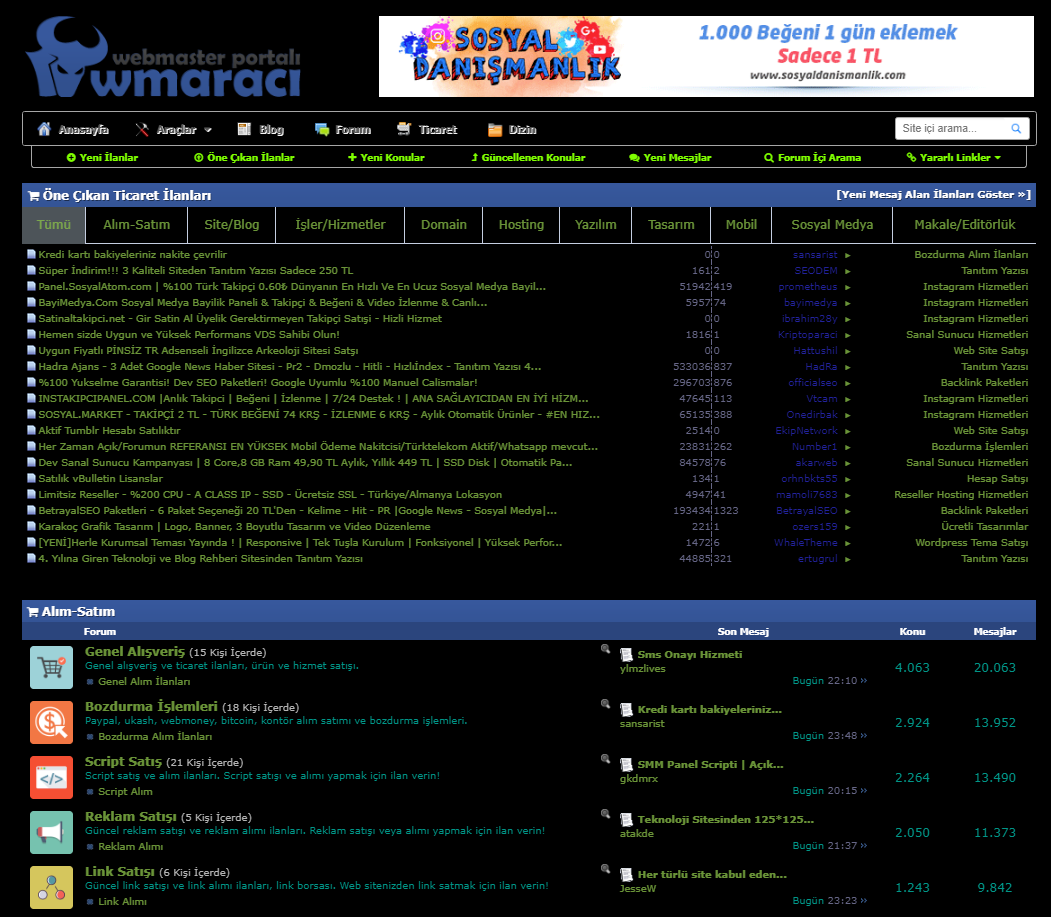 webmaster portalı
wmaracı
SOSYAL DANIŞMANLIK
1.000 Beğeni 1 gün eklemek
Sadece 1 TL
www.sosyaldanismanlik.com
Anasayfa Araçlar Blog Forum Ticaret Dizin Site içi arama...
Yeni İlanlar Öne Çıkan İlanlar Yeni Konular Güncellenen Konular Yeni Mesajlar Forum İçi Arama Yararlı Linkler
Öne Çıkan Ticaret İlanları [Yeni Mesaj Alan İlanları Göster »]
Tümü Alım-Satım Site/Blog İşler/Hizmetler Domain Hosting Yazılım Tasarım Mobil Sosyal Medya Makale/Editörlük
Kredi kartı bakiyeleriniz nakite çevrilir 0 0 sansarist ► Bozdurma Alım İlanları
Süper İndirim!!! 3 Kaliteli Siteden Tanıtım Yazısı Sadece 250 TL 161 2 SEODEM ► Tanıtım Yazısı
Panel.SosyalAtom.com | %100 Türk Takipçi 0.60₺ Dünyanın En Hızlı Ve En Ucuz Sosyal Medya Bayil... 51942 419 prometheus ► Instagram Hizmetleri
BayiMedya.Com Sosyal Medya Bayilik Paneli & Takipçi & Beğeni & Video İzlenme & Canlı... 5957 74 bayimedya ► Instagram Hizmetleri
Satinaltakipci.net - Gir Satin Al Üyelik Gerektirmeyen Takipçi Satışı - Hizli Hizmet 0 0 ibrahim28y ► Instagram Hizmetleri
Hemen sizde Uygun ve Yüksek Performans VDS Sahibi Olun! 1816 1 Kriptoparaci ► Sanal Sunucu Hizmetleri
Uygun Fiyatlı PİNSİZ TR Adsenseli İngilizce Arkeoloji Sitesi Satşı 0 0 Hattushil ► Web Site Satışı
Hadra Ajans - 3 Adet Google News Haber Sitesi - Pr2 - Dmozlu - Hitli - Hızlıİndex - Tanıtım Yazısı 4... 533036 837 HadRa ► Tanıtım Yazısı
%100 Yukselme Garantisi! Dev SEO Paketleri! Google Uyumlu %100 Manuel Calismalar! 296703 876 officialseo ► Backlink Paketleri
INSTAKIPCIPANEL.COM |Anlık Takipci | Beğeni | İzlenme | 7/24 Destek ! | ANA SAĞLAYICIDAN EN İYİ HİZM... 47645 113 Vtcam ► Instagram Hizmetleri
SOSYAL.MARKET - TAKİPÇİ 2 TL - TÜRK BEĞENİ 74 KRŞ - İZLENME 6 KRŞ - Aylık Otomatik Ürünler - #EN HIZ... 65135 388 Onedirbak ► Instagram Hizmetleri
Aktif Tumblr Hesabı Satılıktır 2514 0 EkipNetwork ► Web Site Satışı
Her Zaman Açık/Forumun REFERANSI EN YÜKSEK Mobil Ödeme Nakitcisi/Türktelekom Aktif/Whatsapp mevcut... 23831 262 Number1 ► Bozdurma İşlemleri
Dev Sanal Sunucu Kampanyası | 8 Core,8 GB Ram 49,90 TL Aylık, Yıllık 449 TL | SSD Disk | Otomatik Pa... 84578 76 akarweb ► Sanal Sunucu Hizmetleri
Satılık vBulletin Lisanslar 134 1 orhnbkts55 ► Hesap Satışı
Limitsiz Reseller - %200 CPU - A CLASS IP - SSD - Ücretsiz SSL - Türkiye/Almanya Lokasyon 4947 41 mamoli7683 ► Reseller Hosting Hizmetleri
BetrayalSEO Paketleri - 6 Paket Seçeneği 20 TL'Den - Kelime - Hit - PR |Google News - Sosyal Medya|... 193434 1323 BetrayalSEO ► Backlink Paketleri
Karakoç Grafik Tasarım | Logo, Banner, 3 Boyutlu Tasarım ve Video Düzenleme 221 1 ozers159 ► Ücretli Tasarımlar
[YENİ]Herle Kurumsal Teması Yayında ! | Responsive | Tek Tuşla Kurulum | Fonksiyonel | Yüksek Perfor... 1472 6 WhaleTheme ► Wordpress Tema Satışı
4. Yılına Giren Teknoloji ve Blog Rehberi Sitesinden Tanıtım Yazısı 44885 321 ertugrul ► Tanıtım Yazısı
Alım-Satım
Forum Son Mesaj Konu Mesajlar
Genel Alışveriş (15 Kişi İçerde)
Genel alışveriş ve ticaret ilanları, ürün ve hizmet satışı.
Genel Alım İlanları
Sms Onayı Hizmeti
ylmzlives
Bugün 22:10 »
4.063 20.063
Bozdurma İşlemleri (18 Kişi İçerde)
Paypal, ukash, webmoney, bitcoin, kontör alım satımı ve bozdurma işlemleri.
Bozdurma Alım İlanları
Kredi kartı bakiyeleriniz...
sansarist
Bugün 23:48 »
2.924 13.952
Script Satış (21 Kişi İçerde)
Script satış ve alım ilanları. Script satışı ve alımı yapmak için ilan verin!
Script Alım
SMM Panel Scripti | Açık...
gkdmrx
Bugün 20:15 »
2.264 13.490
Reklam Satışı (5 Kişi İçerde)
Güncel reklam satışı ve reklam alımı ilanları. Reklam satışı veya alımı yapmak için ilan verin!
Reklam Alımı
Teknoloji Sitesinden 125*125...
atakde
Bugün 21:37 »
2.050 11.373
Link Satışı (6 Kişi İçerde)
Güncel link satışı ve link alımı ilanları, link borsası. Web sitenizden link satmak için ilan verin!
Link Alımı
Her türlü site kabul eden...
JesseW
Bugün 23:23 »
1.243 9.842